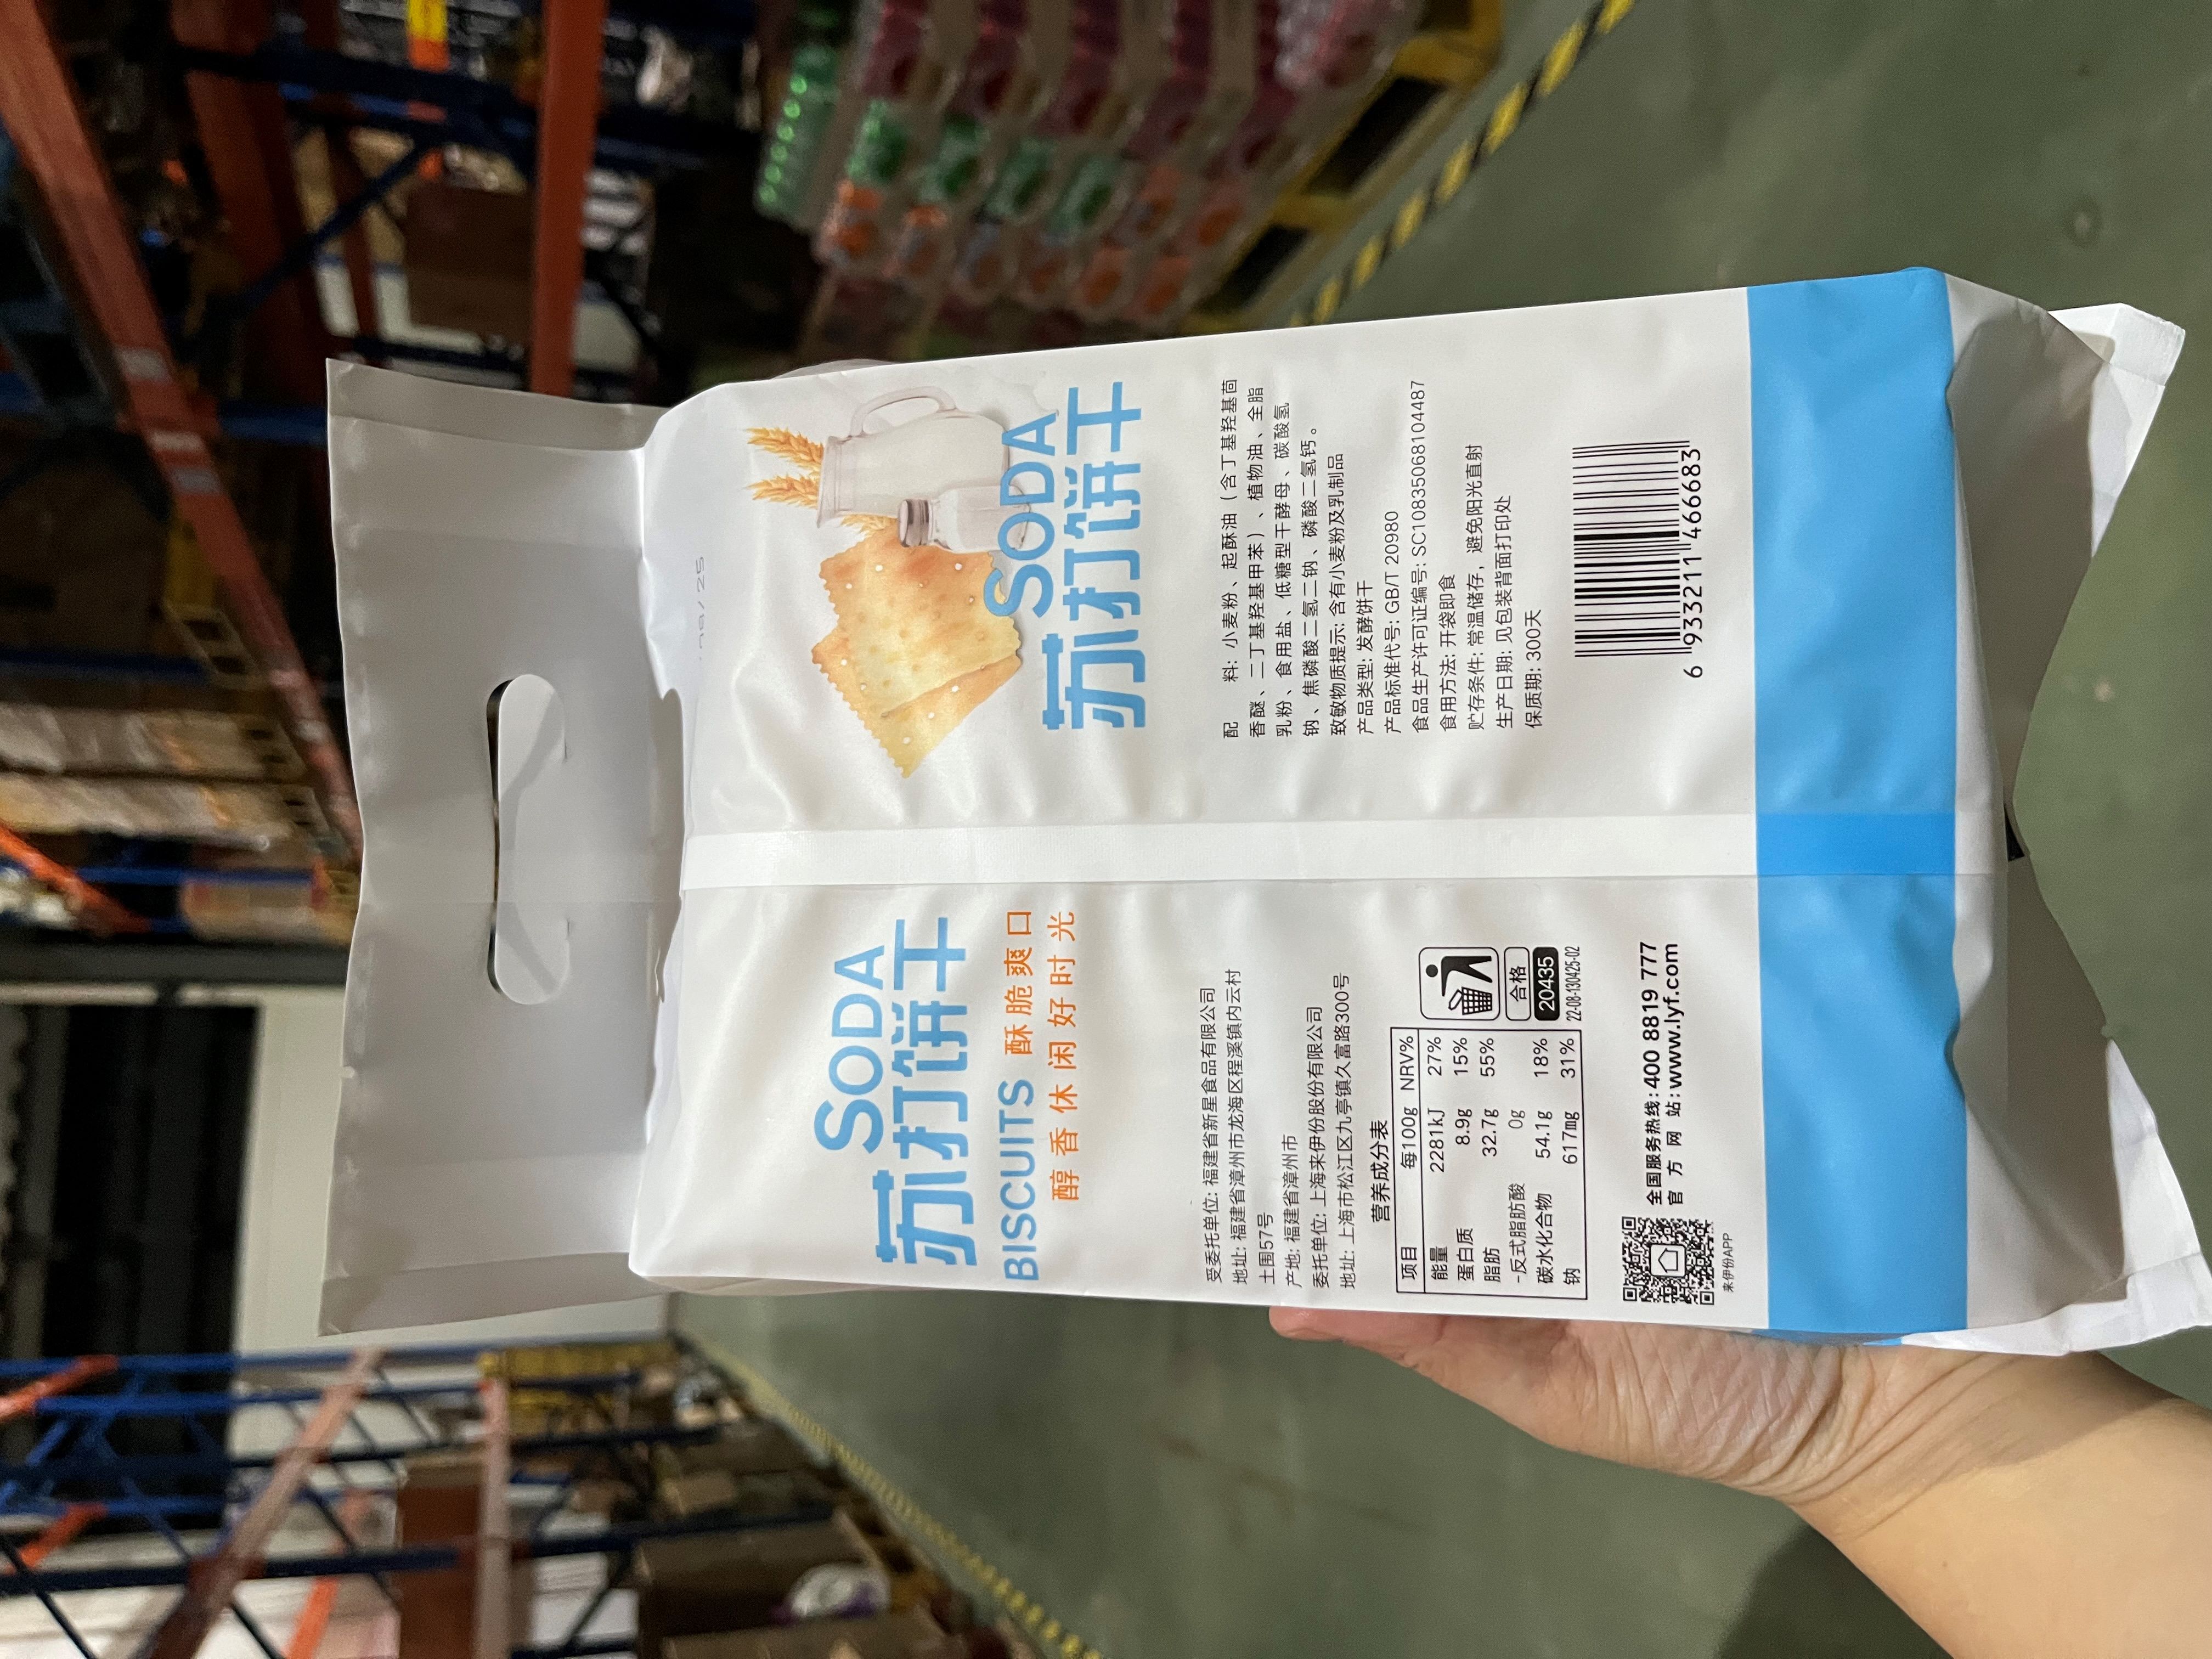 SODA
苏打饼干
BISCUITS 酥脆爽口
醇香休闲好时光
受委托单位: 福建省新星食品有限公司
地址: 福建省漳州市龙海区程溪镇内云村
土围57号
产地: 福建省漳州市
委托单位: 上海来伊份股份有限公司
地址: 上海市松江区九亭镇久富路300号
营养成分表
项目 每100g NRV%
能量 2281kJ 27%
蛋白质 8.9g 15%
脂肪 32.7g 55%
-反式脂肪酸 0g
碳水化合物 54.1g 18%
钠 617mg 31%
合格
20435
22-08-130425-02
全国服务热线: 400 8819 777
官方网站: www.lyf.com
来伊份APP
SODA
苏打饼干
配 料: 小麦粉、起酥油（含丁基羟基茴
香醚、二丁基羟基甲苯）、植物油、全脂
乳粉、食用盐、低糖型干酵母、碳酸氢
钠、焦磷酸二氢二钠、磷酸二氢钙。
致敏物质提示: 含有小麦粉及乳制品
产品类型: 发酵饼干
产品标准代号: GB/T 20980
食品生产许可证编号: SC10835068104487
食用方法: 开袋即食
贮存条件: 常温储存，避免阳光直射
生产日期: 见包装背面打印处
保质期: 300天
6 933211 466683